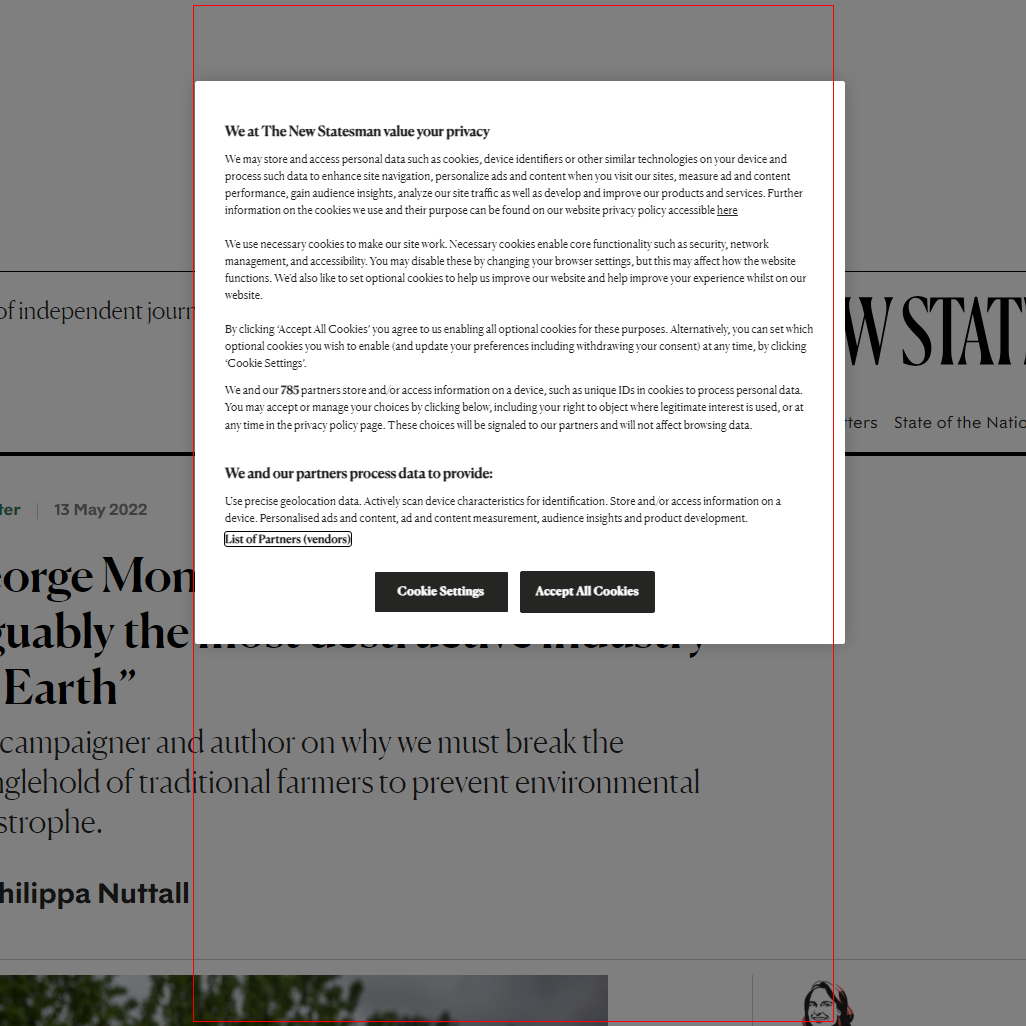 We at The New Statesman value your privacy
We may store and access personal data such as cookies, device identifiers or other similar technologies on your device and
process such data to enhance site navigation, personalize ads and content when you visit our sites, measure ad and content
performance, gain audience insights, analyze our site traffic as well as develop and improve our products and services. Further
information on the cookies we use and their purpose can be found on our website privacy policy accessible here
We use necessary cookies to make our site work. Necessary cookies enable core functionality such as security, network
management, and accessibility. You may disable these by changing your browser settings, but this may affect how the website
functions. We'd also like to set optional cookies to help us improve our website and help improve your experience whilst on our
website.
By clicking ‘Accept All Cookies’ you agree to us enabling all optional cookies for these purposes. Alternatively, you can set which
optional cookies you wish to enable (and update your preferences including withdrawing your consent) at any time, by clicking
‘Cookie Settings’.
We and our 785 partners store and/or access information on a device, such as unique IDs in cookies to process personal data.
You may accept or manage your choices by clicking below, including your right to object where legitimate interest is used, or at
any time in the privacy policy page. These choices will be signaled to our partners and will not affect browsing data.
We and our partners process data to provide:
Use precise geolocation data. Actively scan device characteristics for identification. Store and/or access information on a
device. Personalised ads and content, ad and content measurement, audience insights and product development.
List of Partners (vendors)
Cookie Settings Accept All Cookies
of independent journ
W STAT
tters State of the Natio
ter 13 May 2022
eorge Mon
guably the most destructive industry
Earth”
campaigner and author on why we must break the
nglehold of traditional farmers to prevent environmental
strophe.
hilippa Nuttall